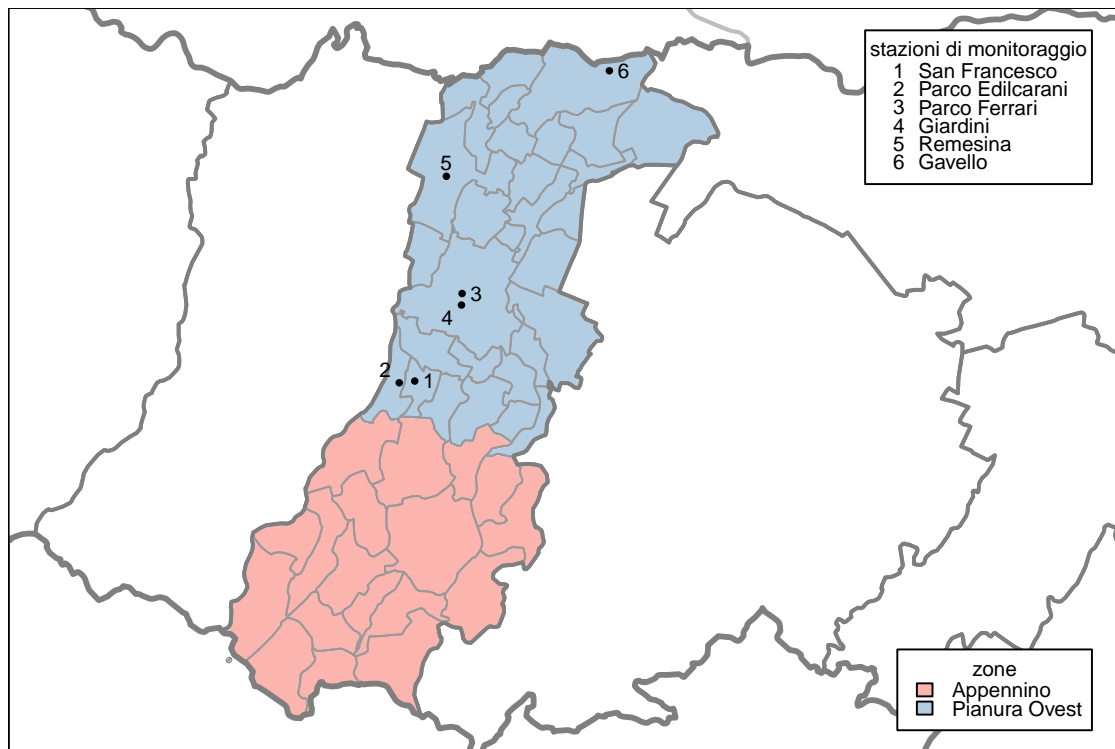 stazioni di monitoraggio
1 San Francesco
2 Parco Edilcarani
3 Parco Ferrari
4 Giardini
5 Remesina
6 Gavello
6
5
3
4
2
1
zone
Appennino
Pianura Ovest